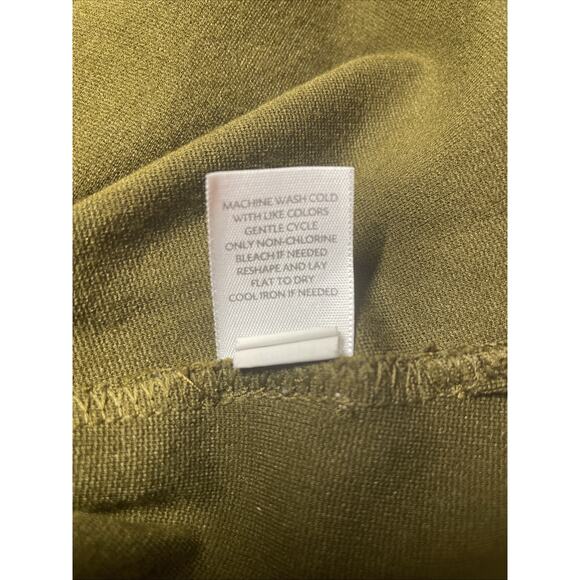 MACHINE WASH COLD
WITH LIKE COLORS
GENTLE CYCLE
ONLY NON-CHLORINE
BLEACH IF NEEDED
RESHAPE AND LAY
FLAT TO DRY
COOL IRON IF NEEDED